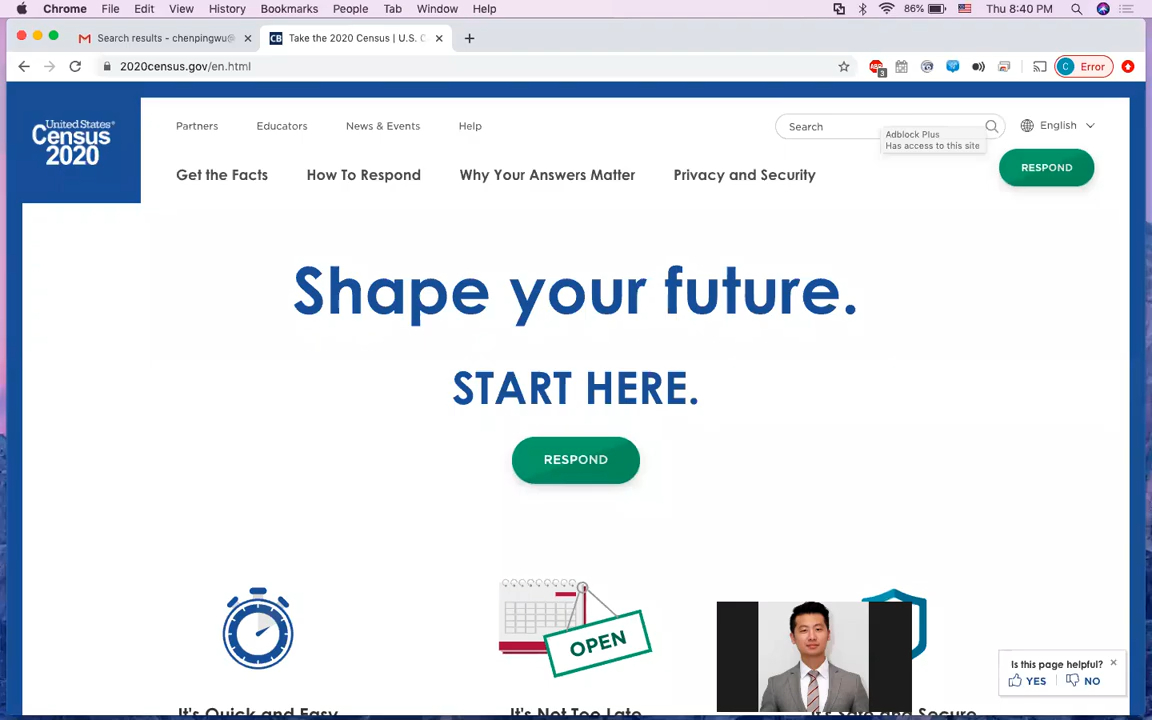 Chrome File Edit View History Bookmarks People Tab Window Help 86% Thu 8:40 PM
Search results - chenpingwu@ Take the 2020 Census | U.S. C
2020census.gov/en.html ABP 3 C Error
United States®
Census
2020
Partners Educators News & Events Help Search English
Adblock Plus
Has access to this site
Get the Facts How To Respond Why Your Answers Matter Privacy and Security RESPOND
Shape your future.
START HERE.
RESPOND
OPEN
Is this page helpful?
YES NO
It's Quick and Easy It's Not Too Late It's Safe and Secure